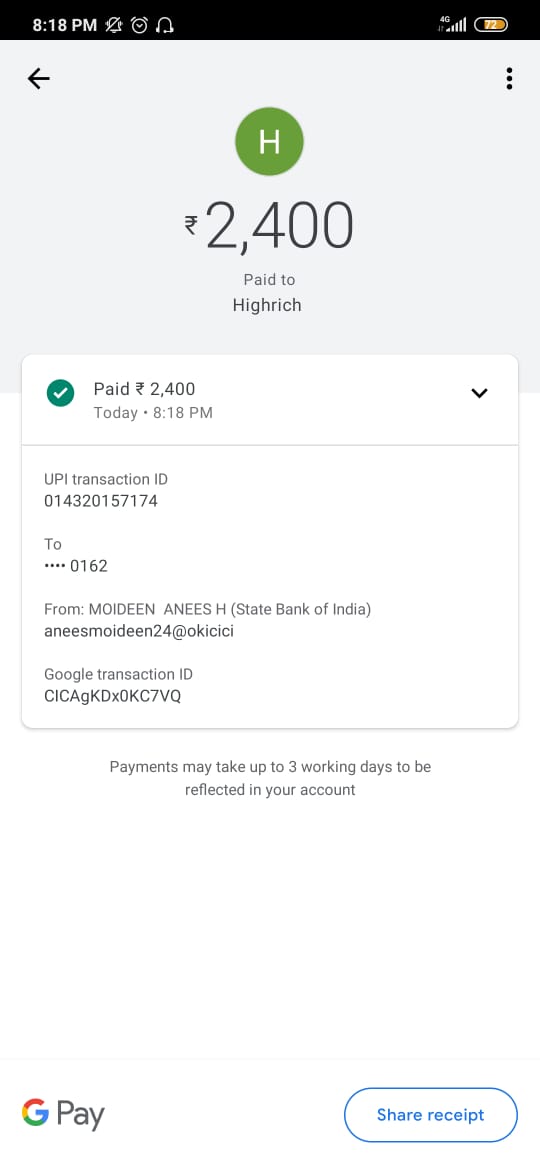 8:18 PM 4G 72
H
₹2,400
Paid to
Highrich
Paid ₹ 2,400
Today • 8:18 PM
UPI transaction ID
014320157174
To
•••• 0162
From: MOIDEEN  ANEES H (State Bank of India)
aneesmoideen24@okicici
Google transaction ID
CICAgKDx0KC7VQ
Payments may take up to 3 working days to be
reflected in your account
G Pay
Share receipt